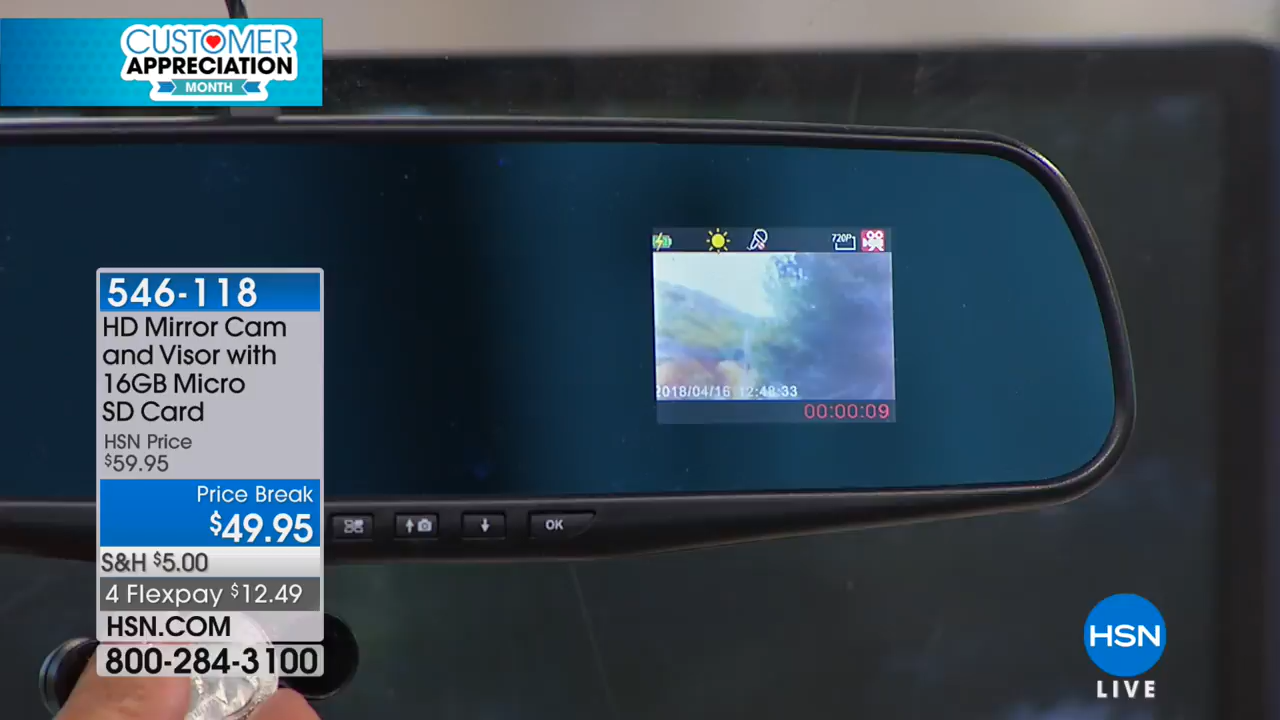 CUSTOMER
APPRECIATION
MONTH
720P
2018/04/16 12:48:33
00:00:09
546-118
HD Mirror Cam
and Visor with
16GB Micro
SD Card
HSN Price
$59.95
Price Break
$49.95
S&H $5.00
4 Flexpay $12.49
HSN.COM
800-284-3100
OK
HSN
LIVE